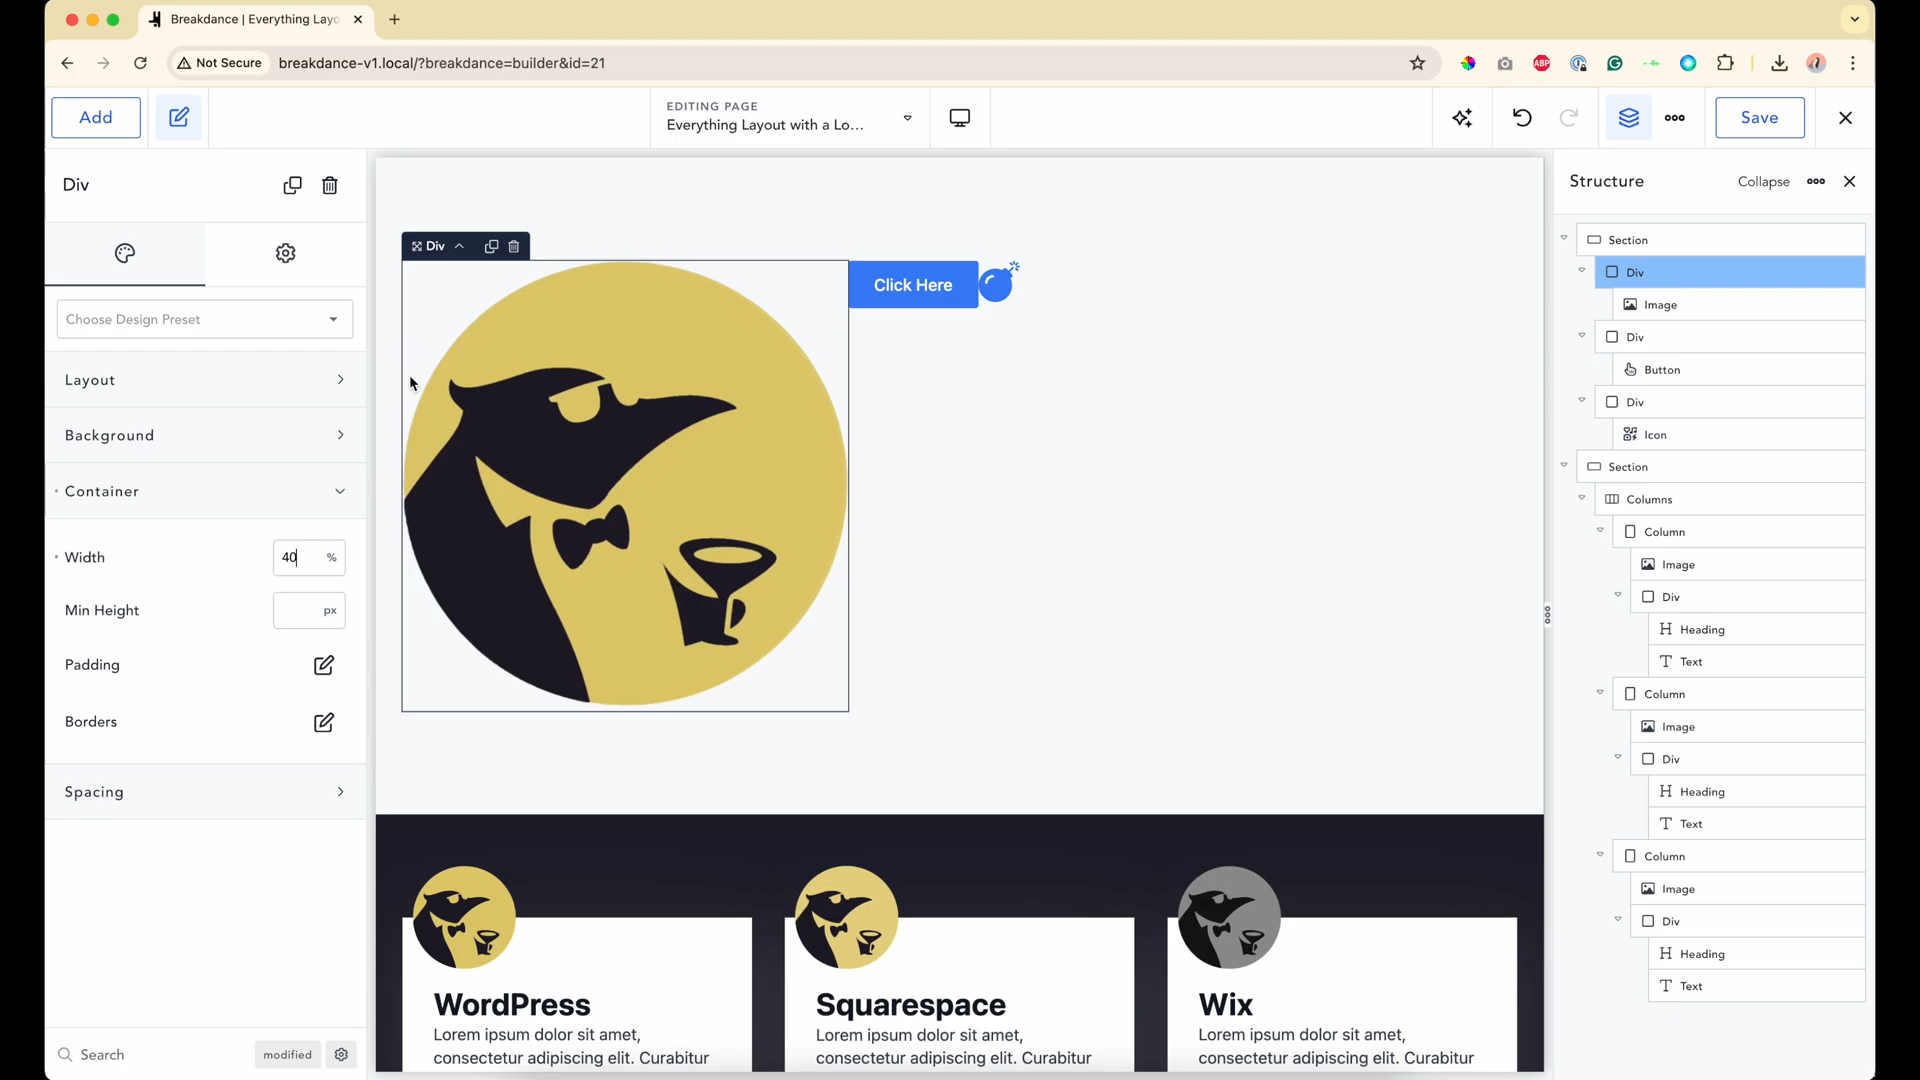 Breakdance | Everything Layo
Not Secure
breakdance-v1.local/?breakdance=builder&id=21
ABP
Add
EDITING PAGE
Everything Layout with a Lo...
Save
Div
Choose Design Preset
Layout
Background
Container
Width
40
%
Min Height
px
Padding
Borders
Spacing
Search
modified
Div
Click Here
WordPress
Lorem ipsum dolor sit amet,
consectetur adipiscing elit. Curabitur
Squarespace
Lorem ipsum dolor sit amet,
consectetur adipiscing elit. Curabitur
Wix
Lorem ipsum dolor sit amet,
consectetur adipiscing elit. Curabitur
Structure
Collapse
Section
Div
Image
Div
Button
Div
Icon
Section
Columns
Column
Image
Div
Heading
Text
Column
Image
Div
Heading
Text
Column
Image
Div
Heading
Text